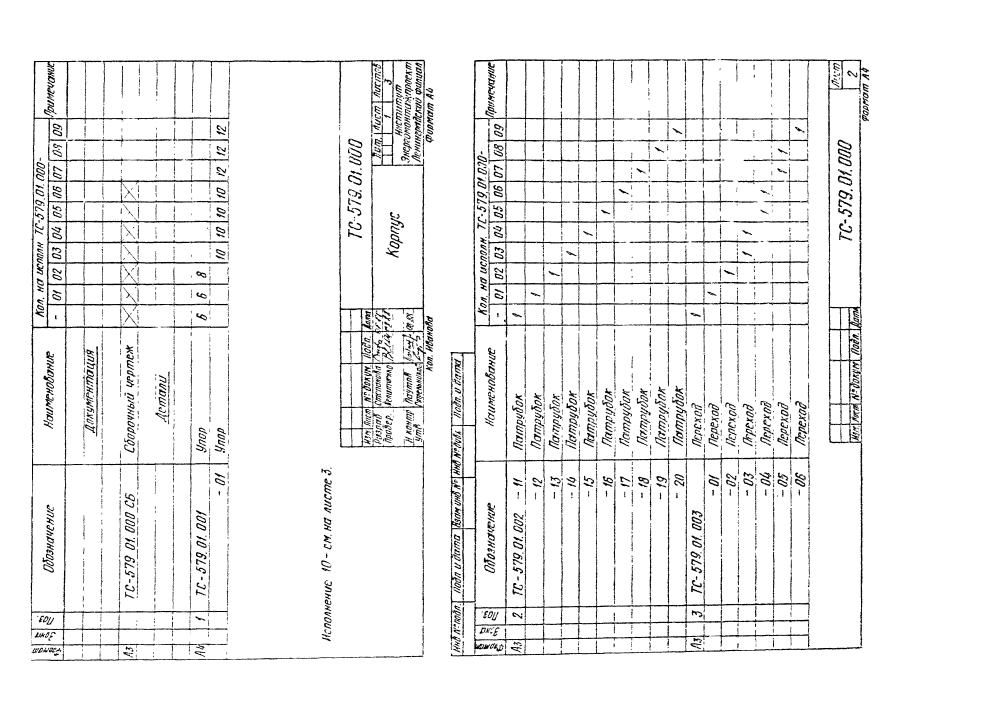 Формат Зона Поз. Обозначение Наименование Кол. на исполн. ТС-579.01.000- Примечание
- 01 02 03 04 05 06 07 08 09
Документация
А3 ТС-579.01.000 СБ Сборочный чертеж
Детали
А4 1 ТС-579.01.001 Упор 6 6 8
-01 Упор 10 10 10 10 12 12 12
Исполнение 10 - см. на листе 3.
ТС-579.01.000
Изм Лист № докум. Подп. Дата
Разраб Степанова
Провер.
Н.контр
Утв.
Корпус
Лит. Лист Листов
1 3
Институт
Энергомонтажпроект
Ленинградский филиал
Кол. Иванова
Формат А4
Инв № подл. Подп. и дата Взам инв № Инв № дубл. Подп. и дата
Формат Зона Поз. Обозначение Наименование Кол. на исполн. ТС-579.01.000- Примечание
- 01 02 03 04 05 06 07 08 09
А3 2 ТС-579.01.002 -11 Патрубок 1
-12 Патрубок 1
-13 Патрубок 1
-14 Патрубок 1
-15 Патрубок 1
-16 Патрубок 1
-17 Патрубок 1
-18 Патрубок 1
-19 Патрубок 1
-20 Патрубок 1
А3 3 ТС-579.01.003 Переход 1
-01 Переход 1
-02 Переход 1
-03 Переход 1 1
-04 Переход 1 1
-05 Переход 1 1
-06 Переход 1
Изм Лист № докум Подп. Дата
ТС-579.01.000
Лист
2
Формат А4